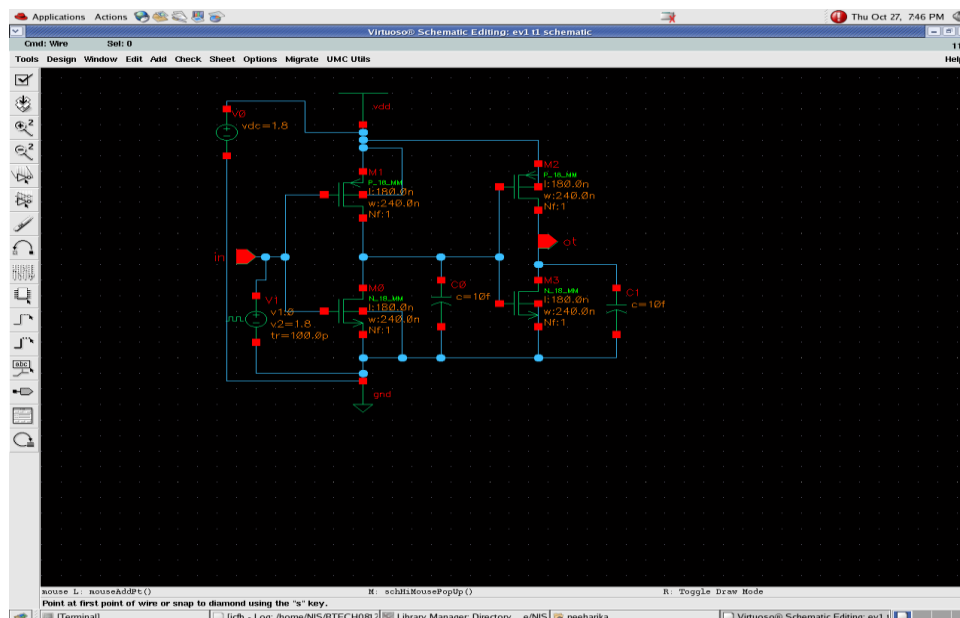 Applications Actions Thu Oct 27, 7:46 PM
Virtuoso® Schematic Editing: ev1 t1 schematic
Cmd: Wire Sel: 0 11
Tools Design Window Edit Add Check Sheet Options Migrate UMC Utils Help
vdd
V0
vdc=1.8
M1
P_18_MM
l:180.0n
w:240.0n
Nf:1
M2
P_18_MM
l:180.0n
w:240.0n
Nf:1
in
ot
M0
N_18_MM
l:180.0n
w:240.0n
Nf:1
C0
c=10f
M3
N_18_MM
l:180.0n
w:240.0n
Nf:1
C1
c=10f
V1
v1:0
v2=1.8
tr=100.0p
gnd
abc
mouse L: mouseAddPt() M: schHiMousePopUp() R: Toggle Draw Mode
Point at first point of wire or snap to diamond using the "s" key.
[Terminal] Library Manager: Directory ...e/NIS neeharika Virtuoso® Schematic Editing: ev1 t